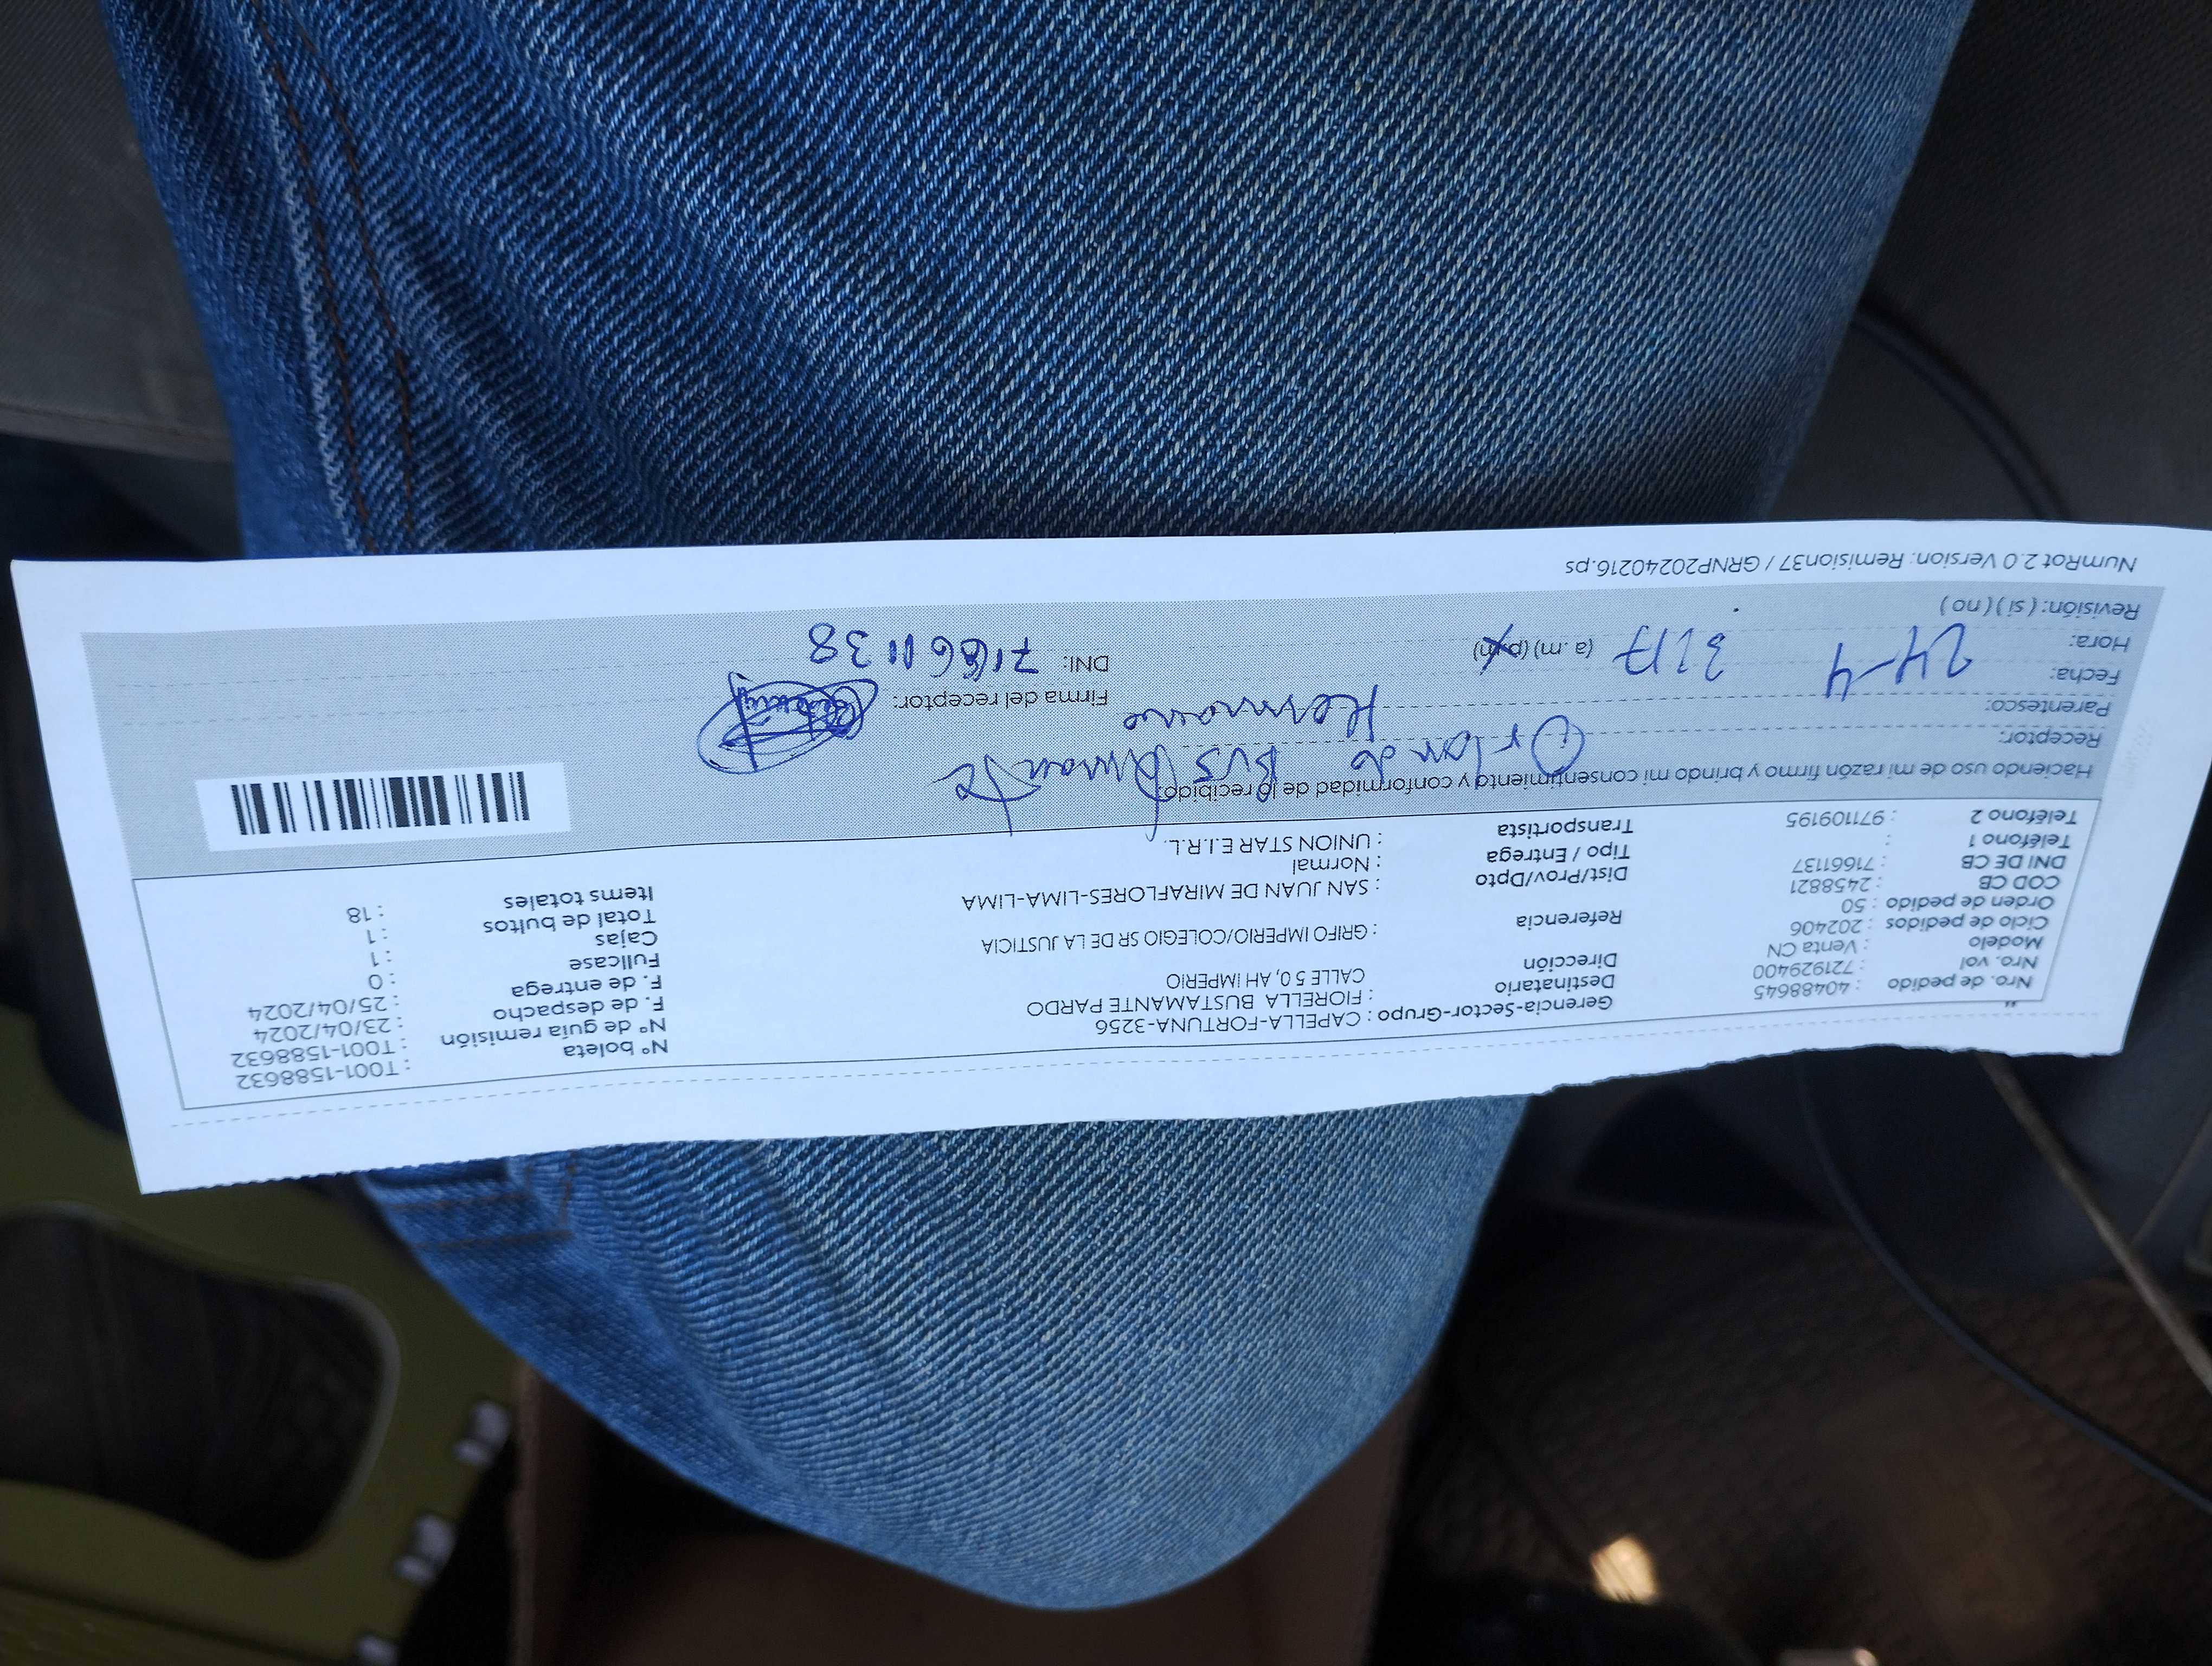 Nro. de pedido : 40488645
Nro. vol : 721929400
Modelo : Venta CN
Ciclo de pedidos : 202406
Orden de pedido : 50
COD CB : 2458821
DNI DE CB : 71661137
Teléfono 1 :
Teléfono 2 : 971109195
Gerencia-Sector-Grupo : CAPELLA-FORTUNA-3256
Destinatario : FIORELLA BUSTAMANTE PARDO
Dirección CALLE 5 0, AH IMPERIO
Referencia : GRIFO IMPERIO/COLEGIO SR DE LA JUSTICIA
Dist/Prov/Dpto : SAN JUAN DE MIRAFLORES-LIMA-LIMA
Tipo / Entrega : Normal
Transportista : UNION STAR E.I.R.L.
N° boleta : T001-1588632
N° de guía remisión : T001-1588632
F. de despacho : 23/04/2024
F. de entrega : 25/04/2024
Fullcase : 0
Cajas : 1
Total de bultos : 1
Items totales : 18
Haciendo uso de mi razón firmo y brindo mi consentimiento y conformidad de lo recibido.
Receptor: Orlando Bustamante
Parentesco: Hermano
Fecha: 24-4
Hora: 3:17 (a .m) (p.m)
Revisión: ( si ) ( no )
Firma del receptor:
DNI: 71661138
NumRot 2.0 Version: Remision37 / GRNP20240216.ps